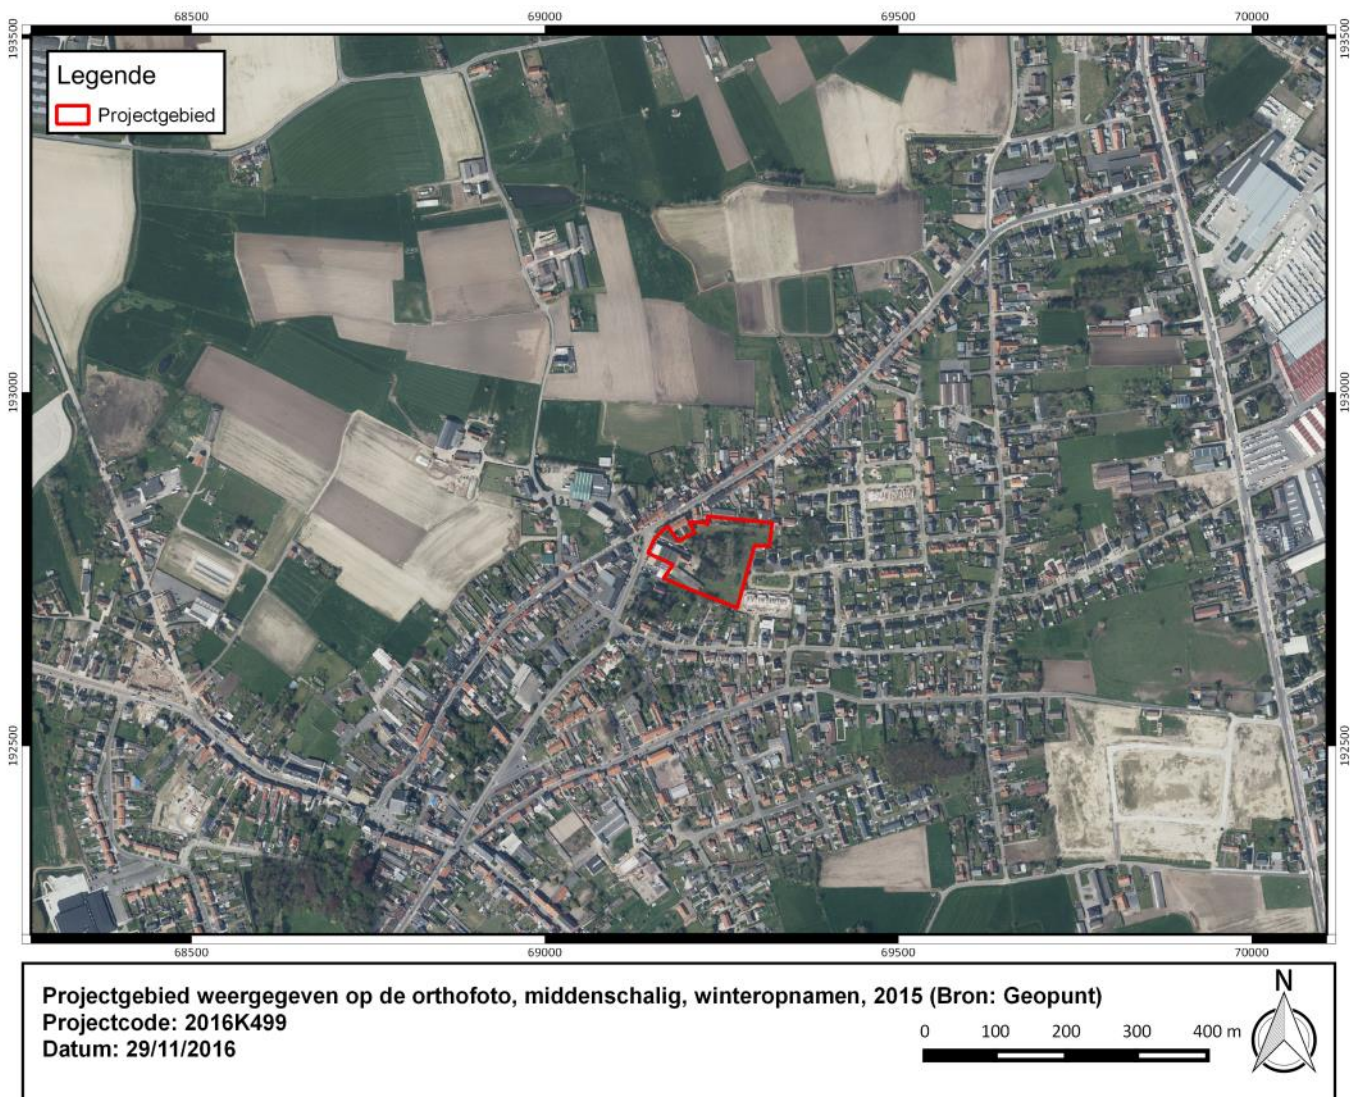 68500 69000 69500 70000
193500 193500
Legende
Projectgebied
193000 193000
192500 192500
68500 69000 69500 70000
Projectgebied weergegeven op de orthofoto, middenschalig, winteropnamen, 2015 (Bron: Geopunt)
Projectcode: 2016K499
Datum: 29/11/2016
0 100 200 300 400 m
N